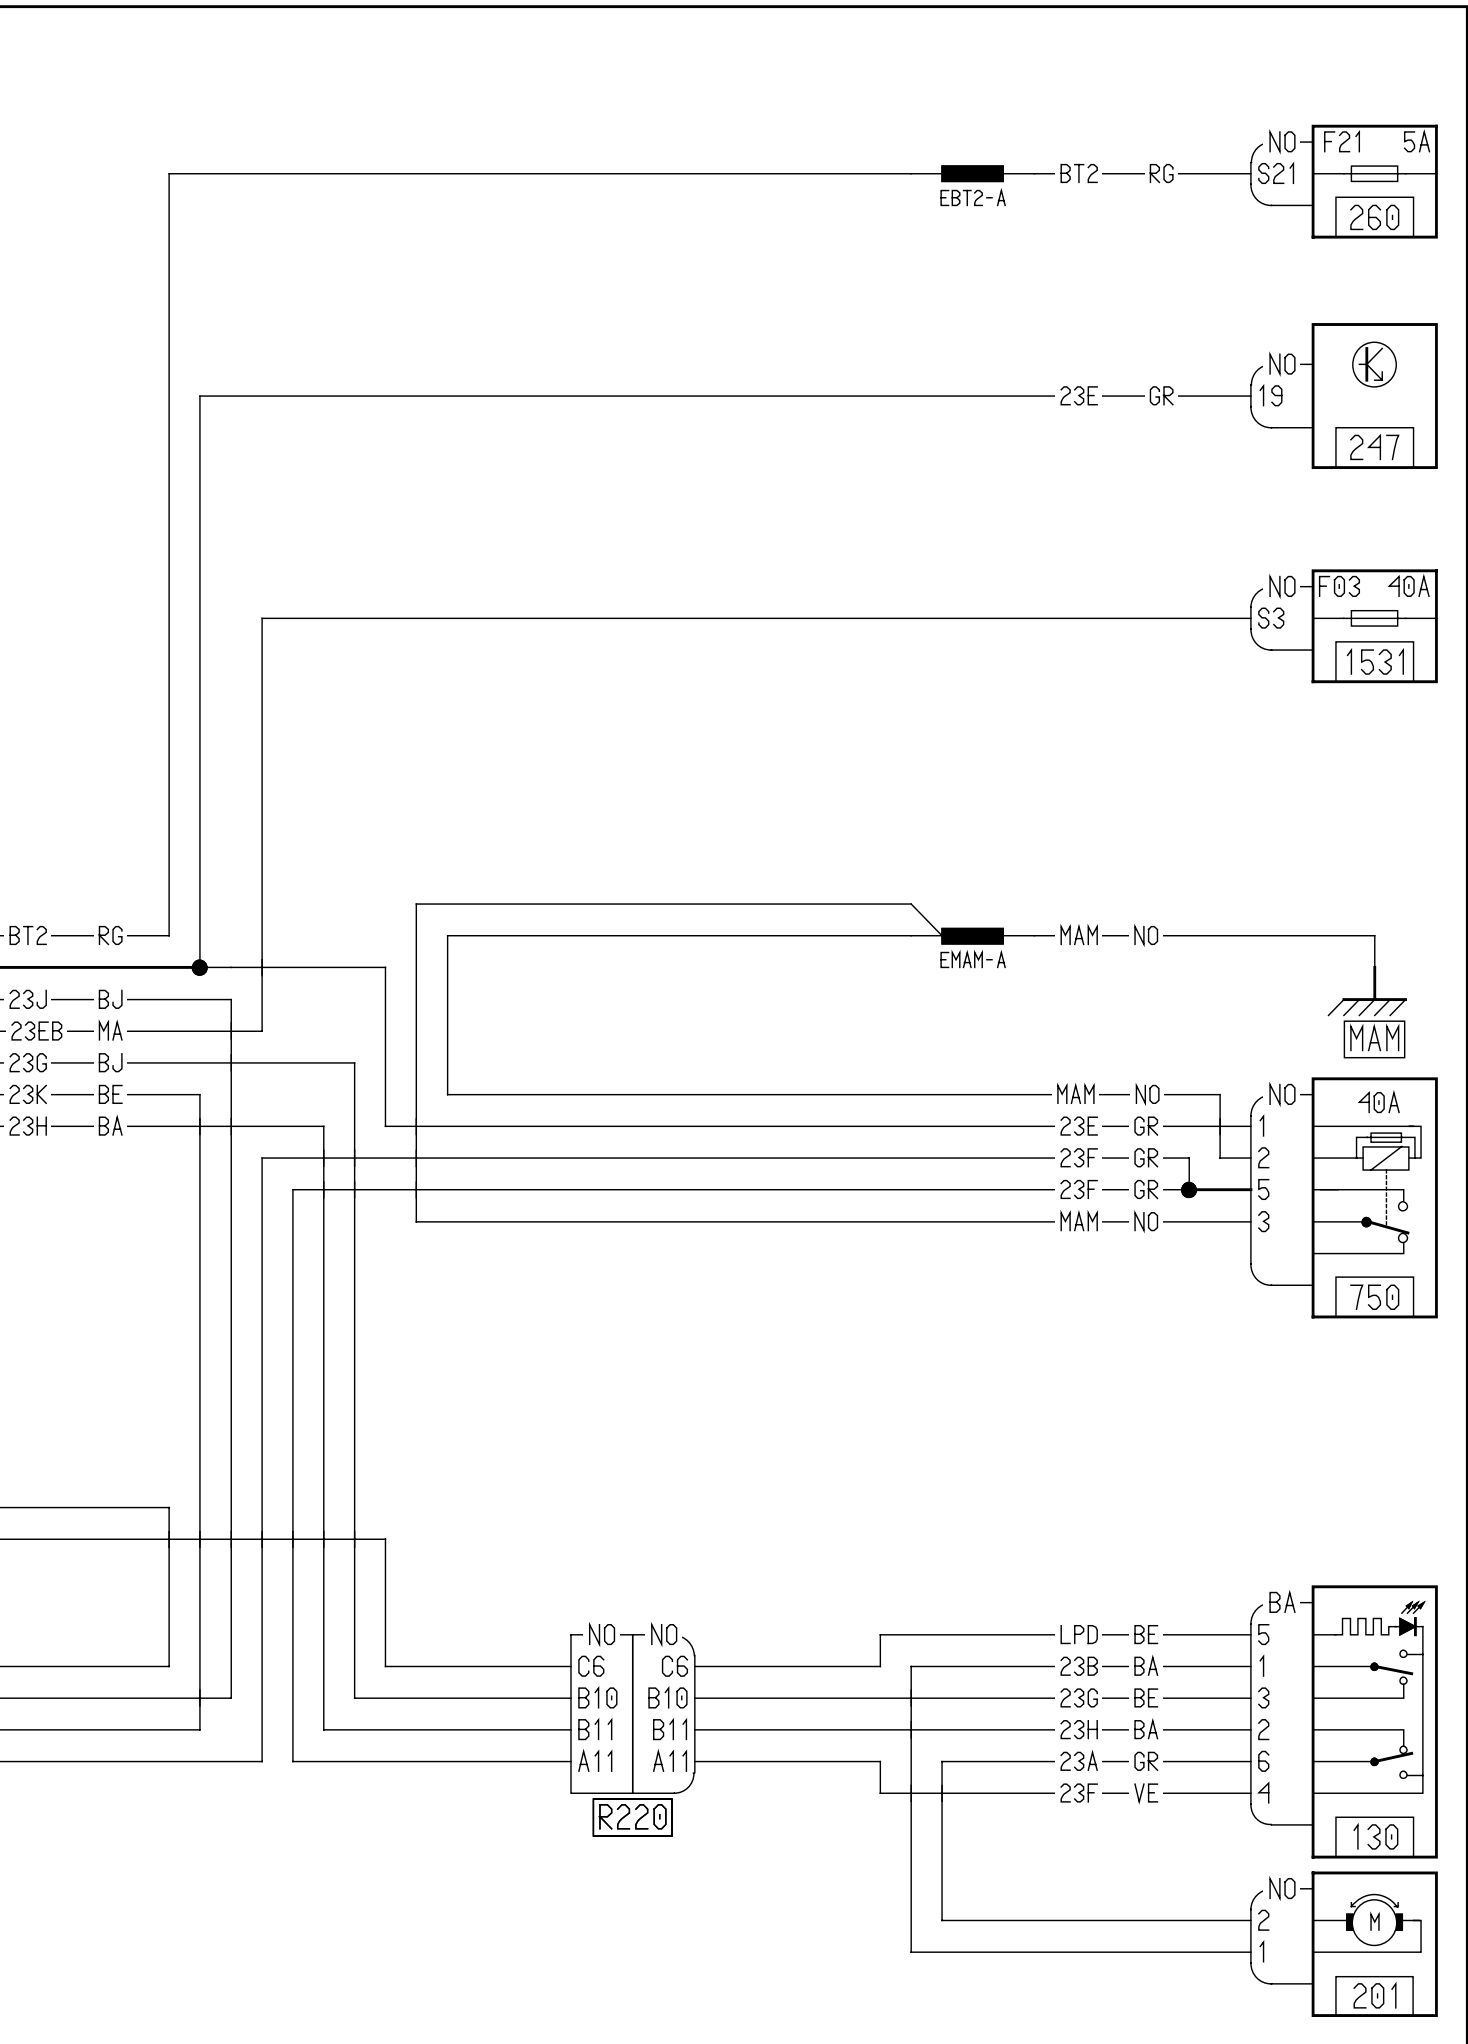 NO F21 5A
BT2 RG S21
EBT2-A
260
NO
23E GR 19
247
NO F03 40A
S3
1531
BT2 RG MAM NO
EMAM-A
23J BJ
23EB MA
MAM
23G BJ
23K BE MAM NO NO 40A
23H BA 23E GR 1
23F GR 2
23F GR 5
MAM NO 3
750
BA
NO NO LPD BE 5
C6 C6 23B BA 1
B10 B10 23G BE 3
B11 B11 23H BA 2
A11 A11 23A GR 6
23F VE 4
R220
130
NO
2 M
1
201